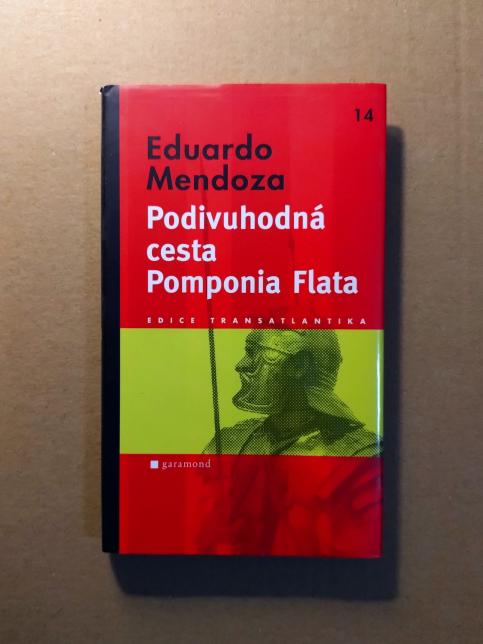 14
Eduardo
Mendoza
Podivuhodná
cesta
Pomponia Flata
EDICE TRANSATLANTIKA
garamond